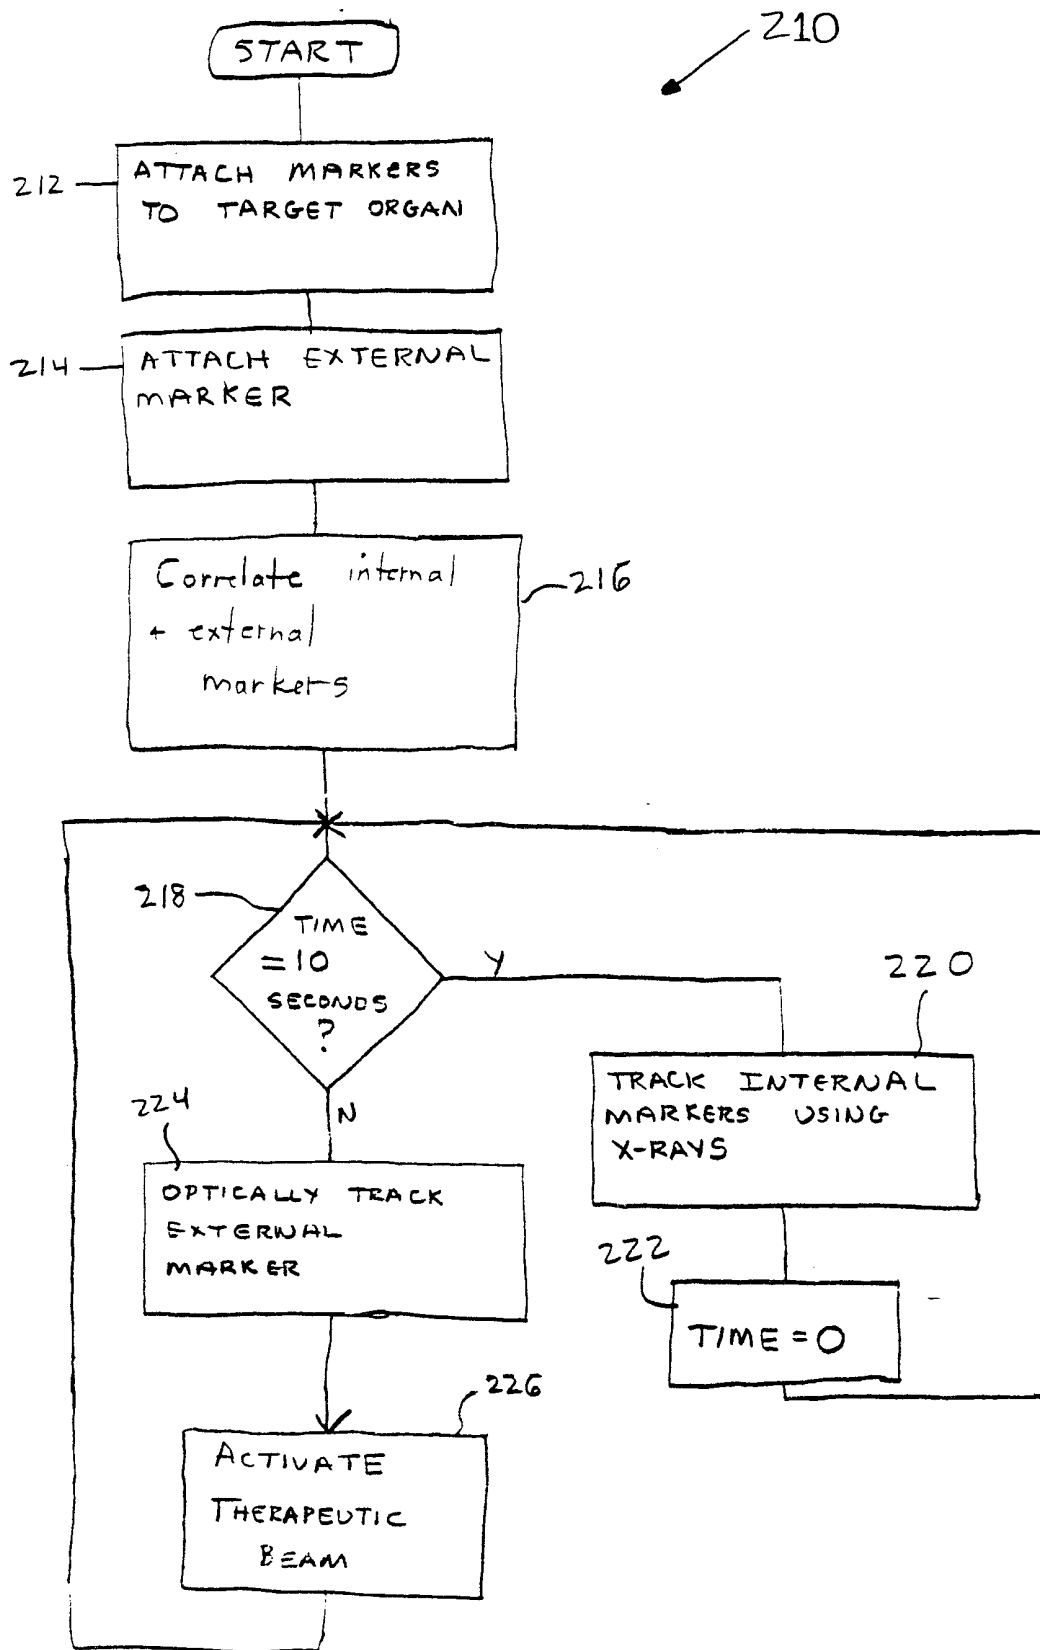 START
210
212
ATTACH MARKERS
TO TARGET ORGAN
214
ATTACH EXTERNAL
MARKER
216
Correlate internal
+ external
markers
218
TIME
= 10
SECONDS
?
Y
N
220
TRACK INTERNAL
MARKERS USING
X-RAYS
222
TIME = 0
224
OPTICALLY TRACK
EXTERNAL
MARKER
226
ACTIVATE
THERAPEUTIC
BEAM